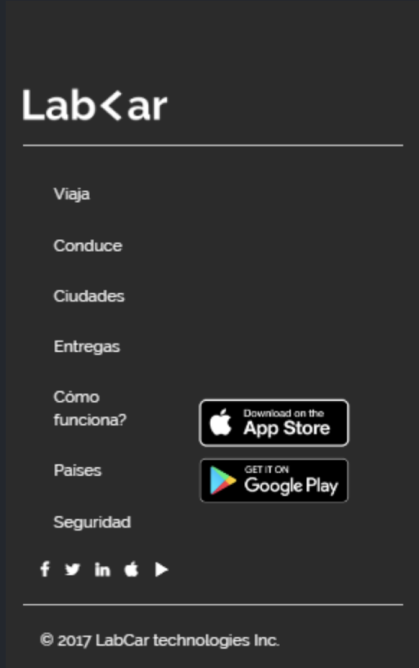 Lab<ar
Viaja
Conduce
Ciudades
Entregas
Cómo
funciona?
Download on the
App Store
GET IT ON
Google Play
Paises
Seguridad
© 2017 LabCar technologies Inc.